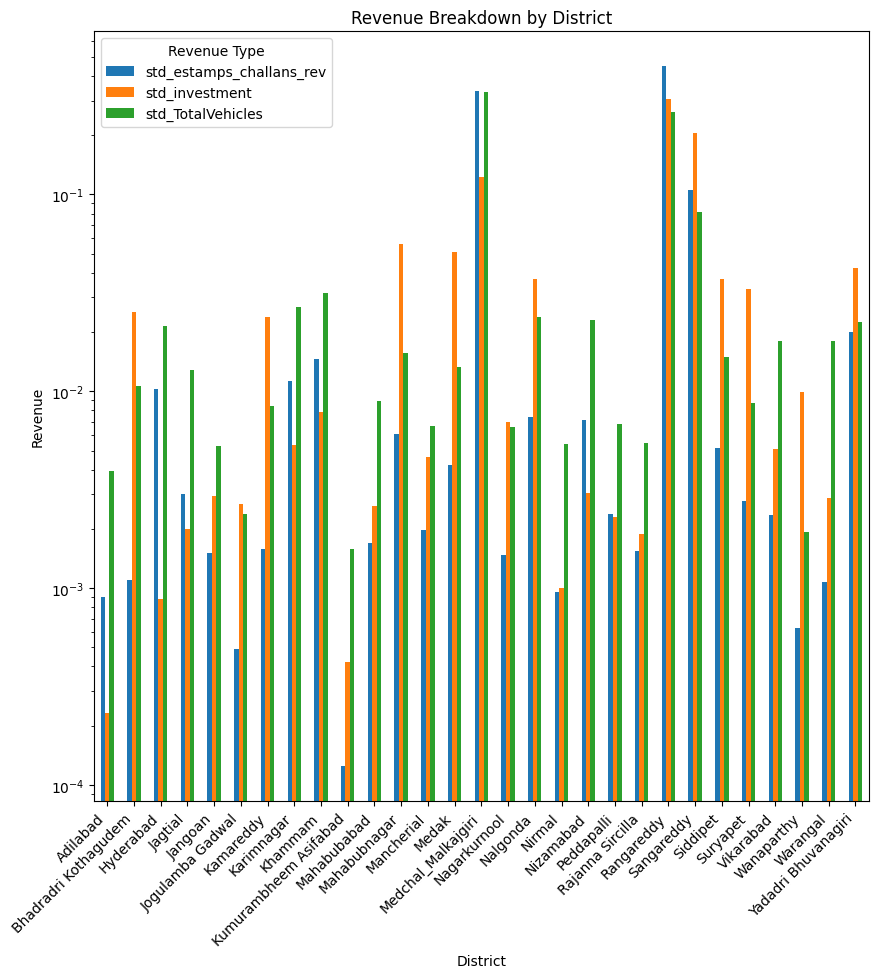 Revenue Breakdown by District
Revenue Type
std_estamps_challans_rev
std_investment
std_TotalVehicles
Revenue
10⁻¹
10⁻²
10⁻³
10⁻⁴
Adilabad
Bhadradri Kothagudem
Hyderabad
Jagtial
Jangoan
Jogulamba Gadwal
Kamareddy
Karimnagar
Khammam
Kumurambheem Asifabad
Mahabubabad
Mahabubnagar
Mancherial
Medak
Medchal_Malkajgiri
Nagarkurnool
Nalgonda
Nirmal
Nizamabad
Peddapalli
Rajanna Sircilla
Rangareddy
Sangareddy
Siddipet
Suryapet
Vikarabad
Wanaparthy
Warangal
Yadadri Bhuvanagiri
District